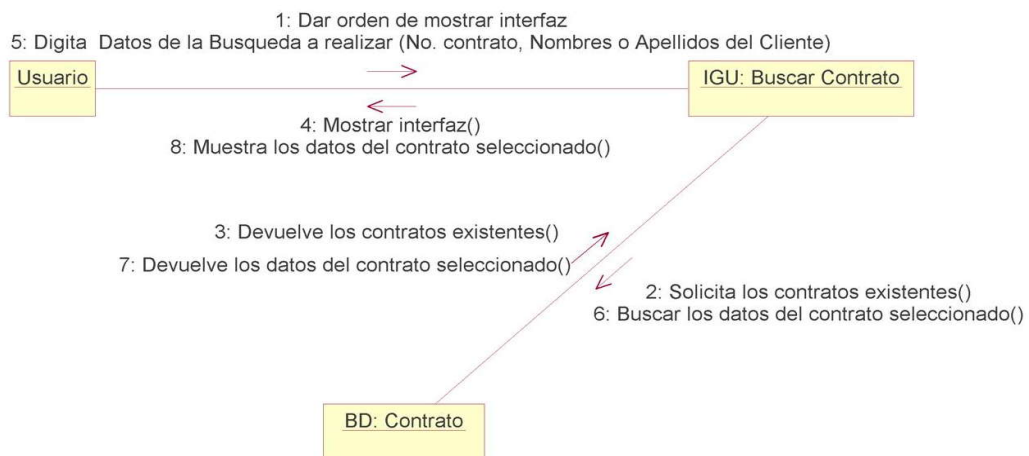 1: Dar orden de mostrar interfaz
5: Digita Datos de la Busqueda a realizar (No. contrato, Nombres o Apellidos del Cliente)
Usuario
IGU: Buscar Contrato
4: Mostrar interfaz()
8: Muestra los datos del contrato seleccionado()
3: Devuelve los contratos existentes()
7: Devuelve los datos del contrato seleccionado()
2: Solicita los contratos existentes()
6: Buscar los datos del contrato seleccionado()
BD: Contrato